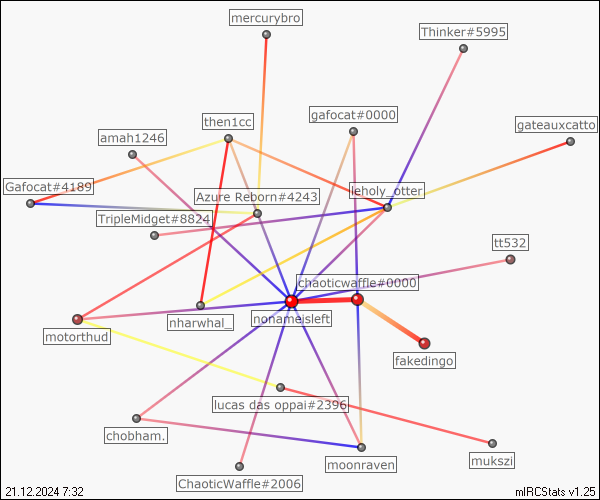 mercurybro
Thinker#5995
gafocat#0000
then1cc
gateauxcatto
amah1246
Gafocat#4189
Azure Reborn#4243
ieholy_otter
TripleMidget#8824
tt532
chaoticwaffle#0000
nonameisleft
nharwhal_
motorthud
fakedingo
lucas das oppai#2396
chobham.
moonraven
mukszi
ChaoticWaffle#2006
21.12.2024 7:32
mIRCStats v1.25